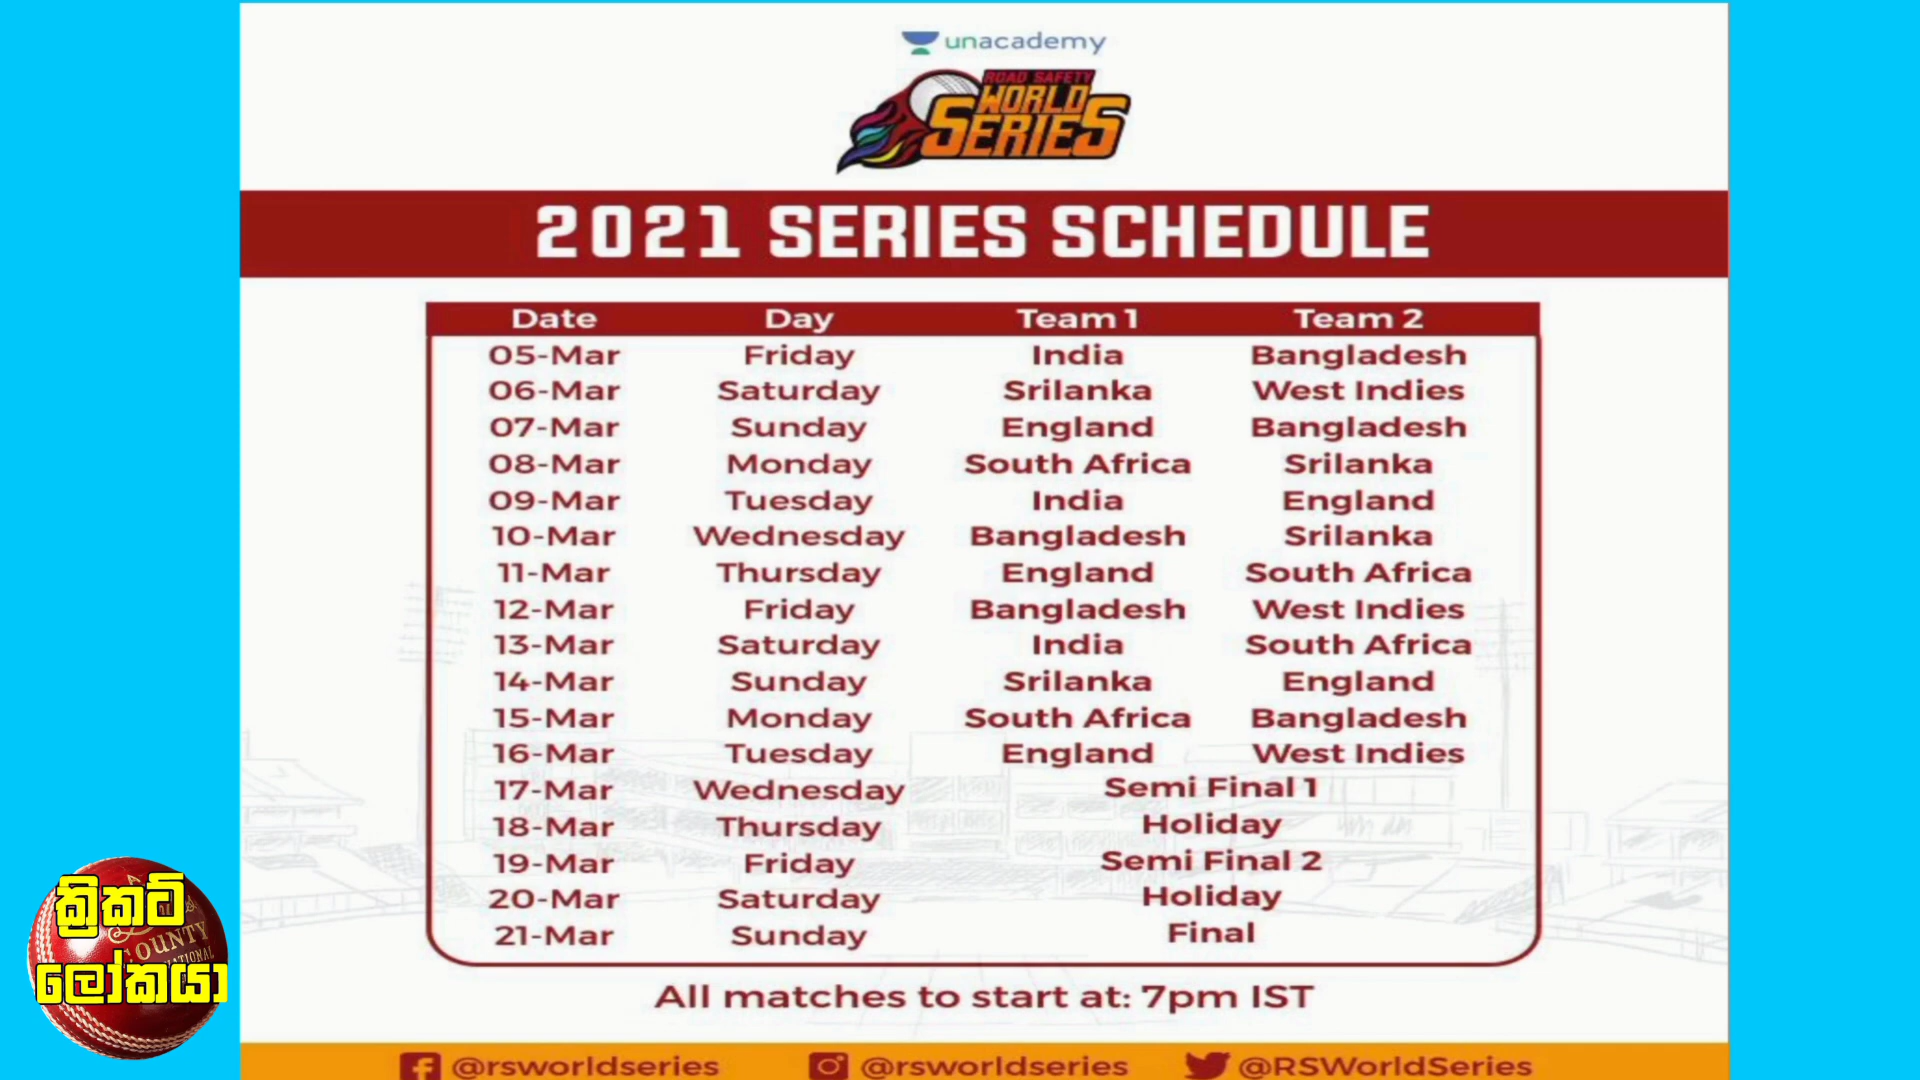 unacademy
ROAD SAFETY
WORLD
SERIES
2021 SERIES SCHEDULE
Date Day Team 1 Team 2
05-Mar Friday India Bangladesh
06-Mar Saturday Srilanka West Indies
07-Mar Sunday England Bangladesh
08-Mar Monday South Africa Srilanka
09-Mar Tuesday India England
10-Mar Wednesday Bangladesh Srilanka
11-Mar Thursday England South Africa
12-Mar Friday Bangladesh West Indies
13-Mar Saturday India South Africa
14-Mar Sunday Srilanka England
15-Mar Monday South Africa Bangladesh
16-Mar Tuesday England West Indies
17-Mar Wednesday Semi Final 1
18-Mar Thursday Holiday
19-Mar Friday Semi Final 2
20-Mar Saturday Holiday
21-Mar Sunday Final
All matches to start at: 7pm IST
@rsworldseries @rsworldseries @RSWorldSeries
ක්‍රිකට්
COUNTY
ලෝකයා